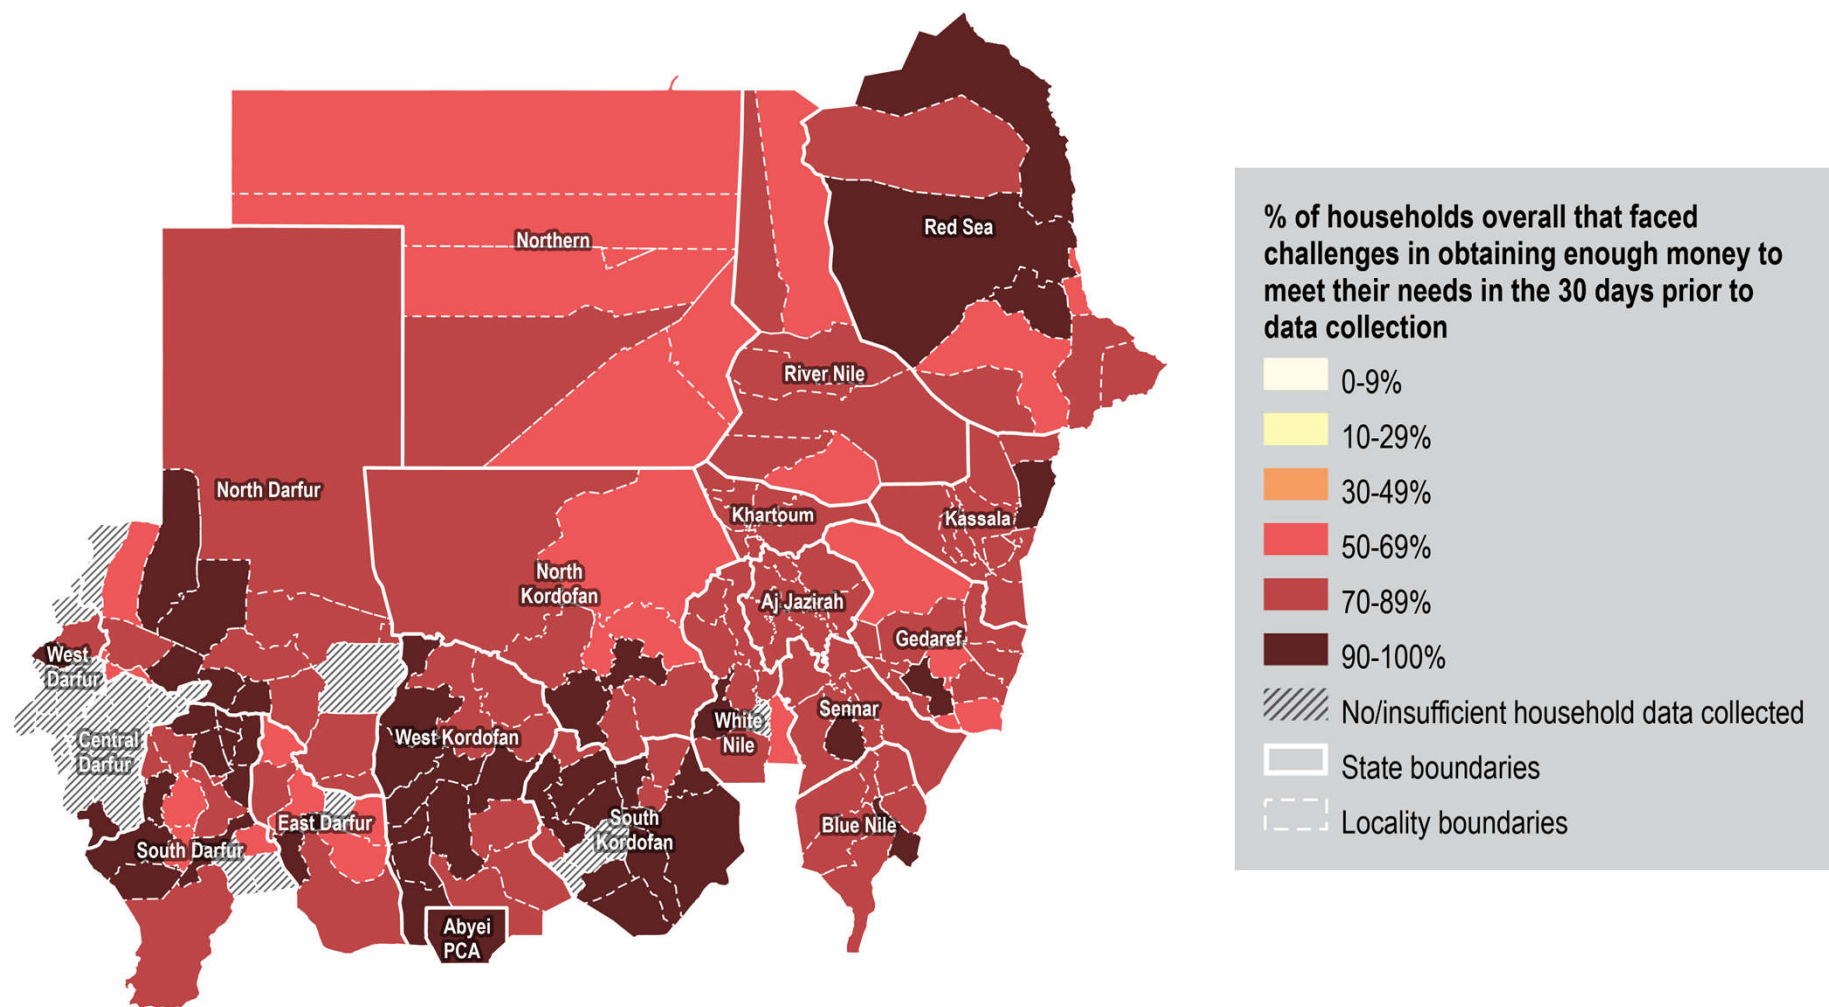 Red Sea
Northern
River Nile
North Darfur
Khartoum
Kassala
North
Kordofan
Aj Jazirah
Gedaref
West
Darfur
Central
Darfur
West Kordofan
White
Nile
Sennar
South
Kordofan
East Darfur
Blue Nile
South Darfur
Abyei
PCA
% of households overall that faced
challenges in obtaining enough money to
meet their needs in the 30 days prior to
data collection
0-9%
10-29%
30-49%
50-69%
70-89%
90-100%
No/insufficient household data collected
State boundaries
Locality boundaries